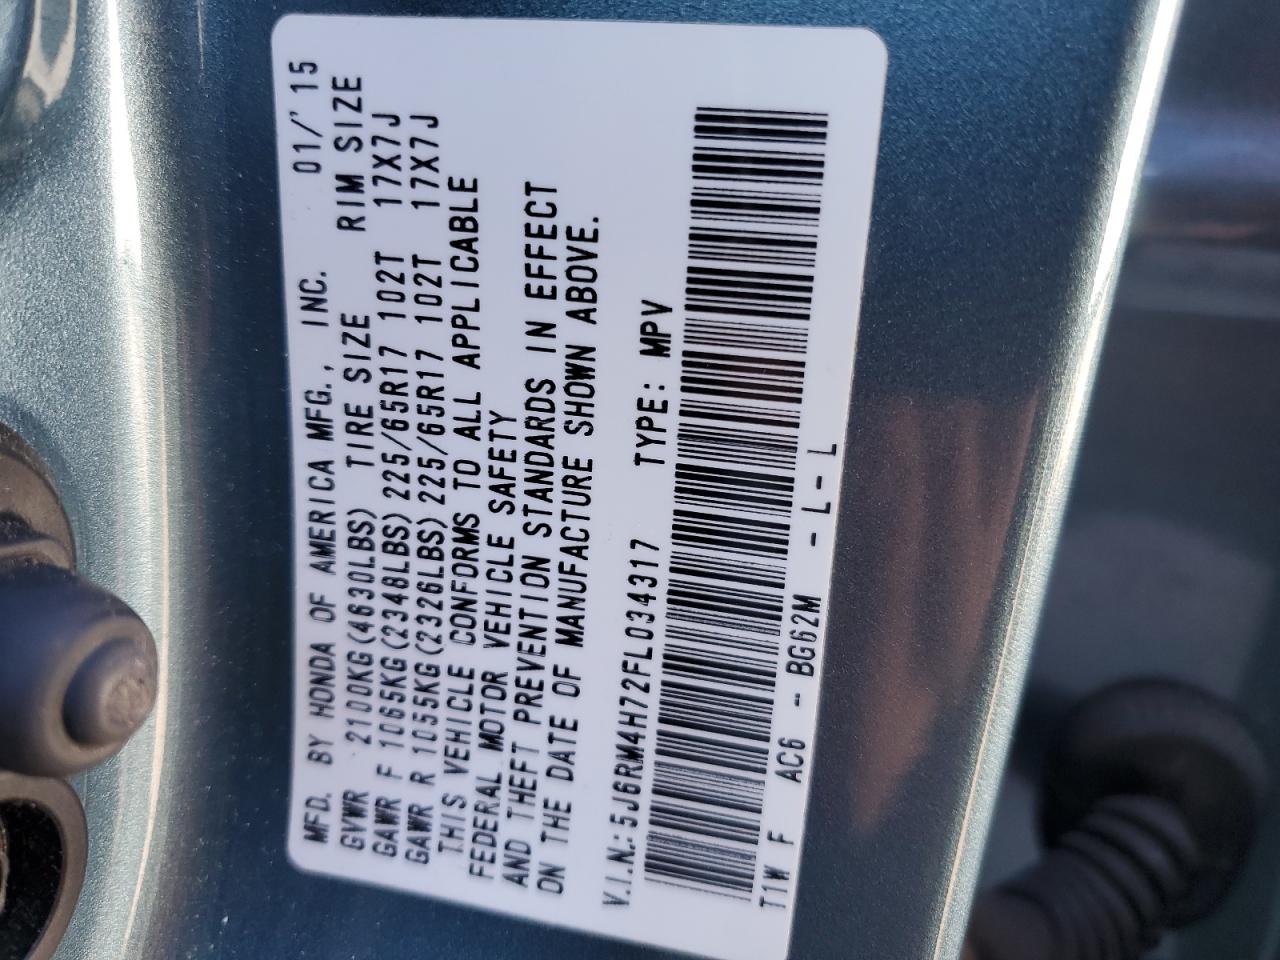 MFD. BY HONDA OF AMERICA MFG., INC. 01/'15
GVWR 2100KG(4630LBS) TIRE SIZE RIM SIZE
GAWR F 1065KG(2348LBS) 225/65R17 102T 17X7J
GAWR R 1055KG(2326LBS) 225/65R17 102T 17X7J
THIS VEHICLE CONFORMS TO ALL APPLICABLE
FEDERAL MOTOR VEHICLE SAFETY
AND THEFT PREVENTION STANDARDS IN EFFECT
ON THE DATE OF MANUFACTURE SHOWN ABOVE.
V.I.N.: 5J6RM4H72FL034317 TYPE: MPV
T1W F AC6 - BG62M - L - L